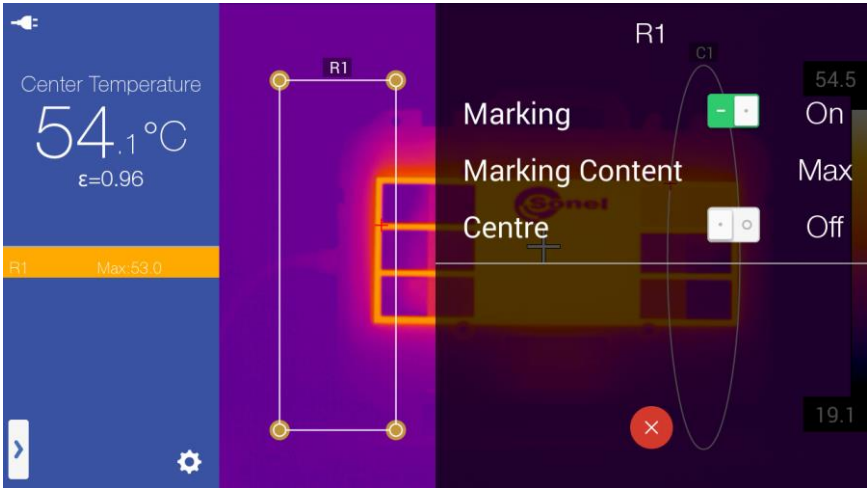 Center Temperature
54.1°C
ε=0.96
R1 Max:53.0
R1
R1
C1
54.5
Marking On
Marking Content Max
Sonel
Centre Off
19.1